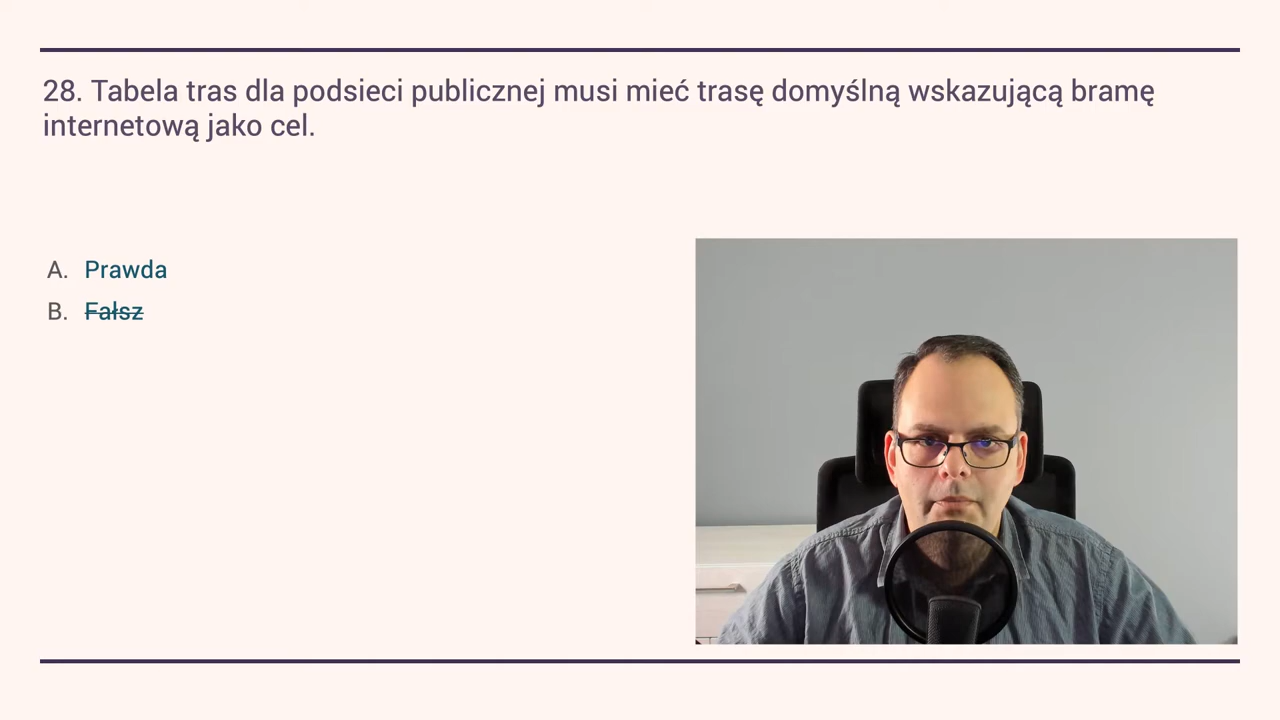 28. Tabela tras dla podsieci publicznej musi mieć trasę domyślną wskazującą bramę
internetową jako cel.
A. Prawda
B. Fałsz